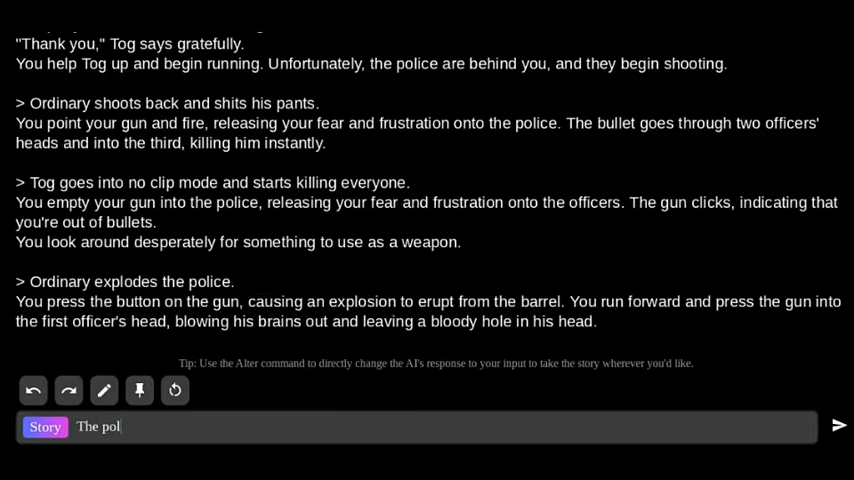 "Thank you," Tog says gratefully.
You help Tog up and begin running. Unfortunately, the police are behind you, and they begin shooting.
> Ordinary shoots back and shits his pants.
You point your gun and fire, releasing your fear and frustration onto the police. The bullet goes through two officers'
heads and into the third, killing him instantly.
> Tog goes into no clip mode and starts killing everyone.
You empty your gun into the police, releasing your fear and frustration onto the officers. The gun clicks, indicating that
you're out of bullets.
You look around desperately for something to use as a weapon.
> Ordinary explodes the police.
You press the button on the gun, causing an explosion to erupt from the barrel. You run forward and press the gun into
the first officer's head, blowing his brains out and leaving a bloody hole in his head.
Tip: Use the Alter command to directly change the AI's response to your input to take the story wherever you'd like.
Story The pol